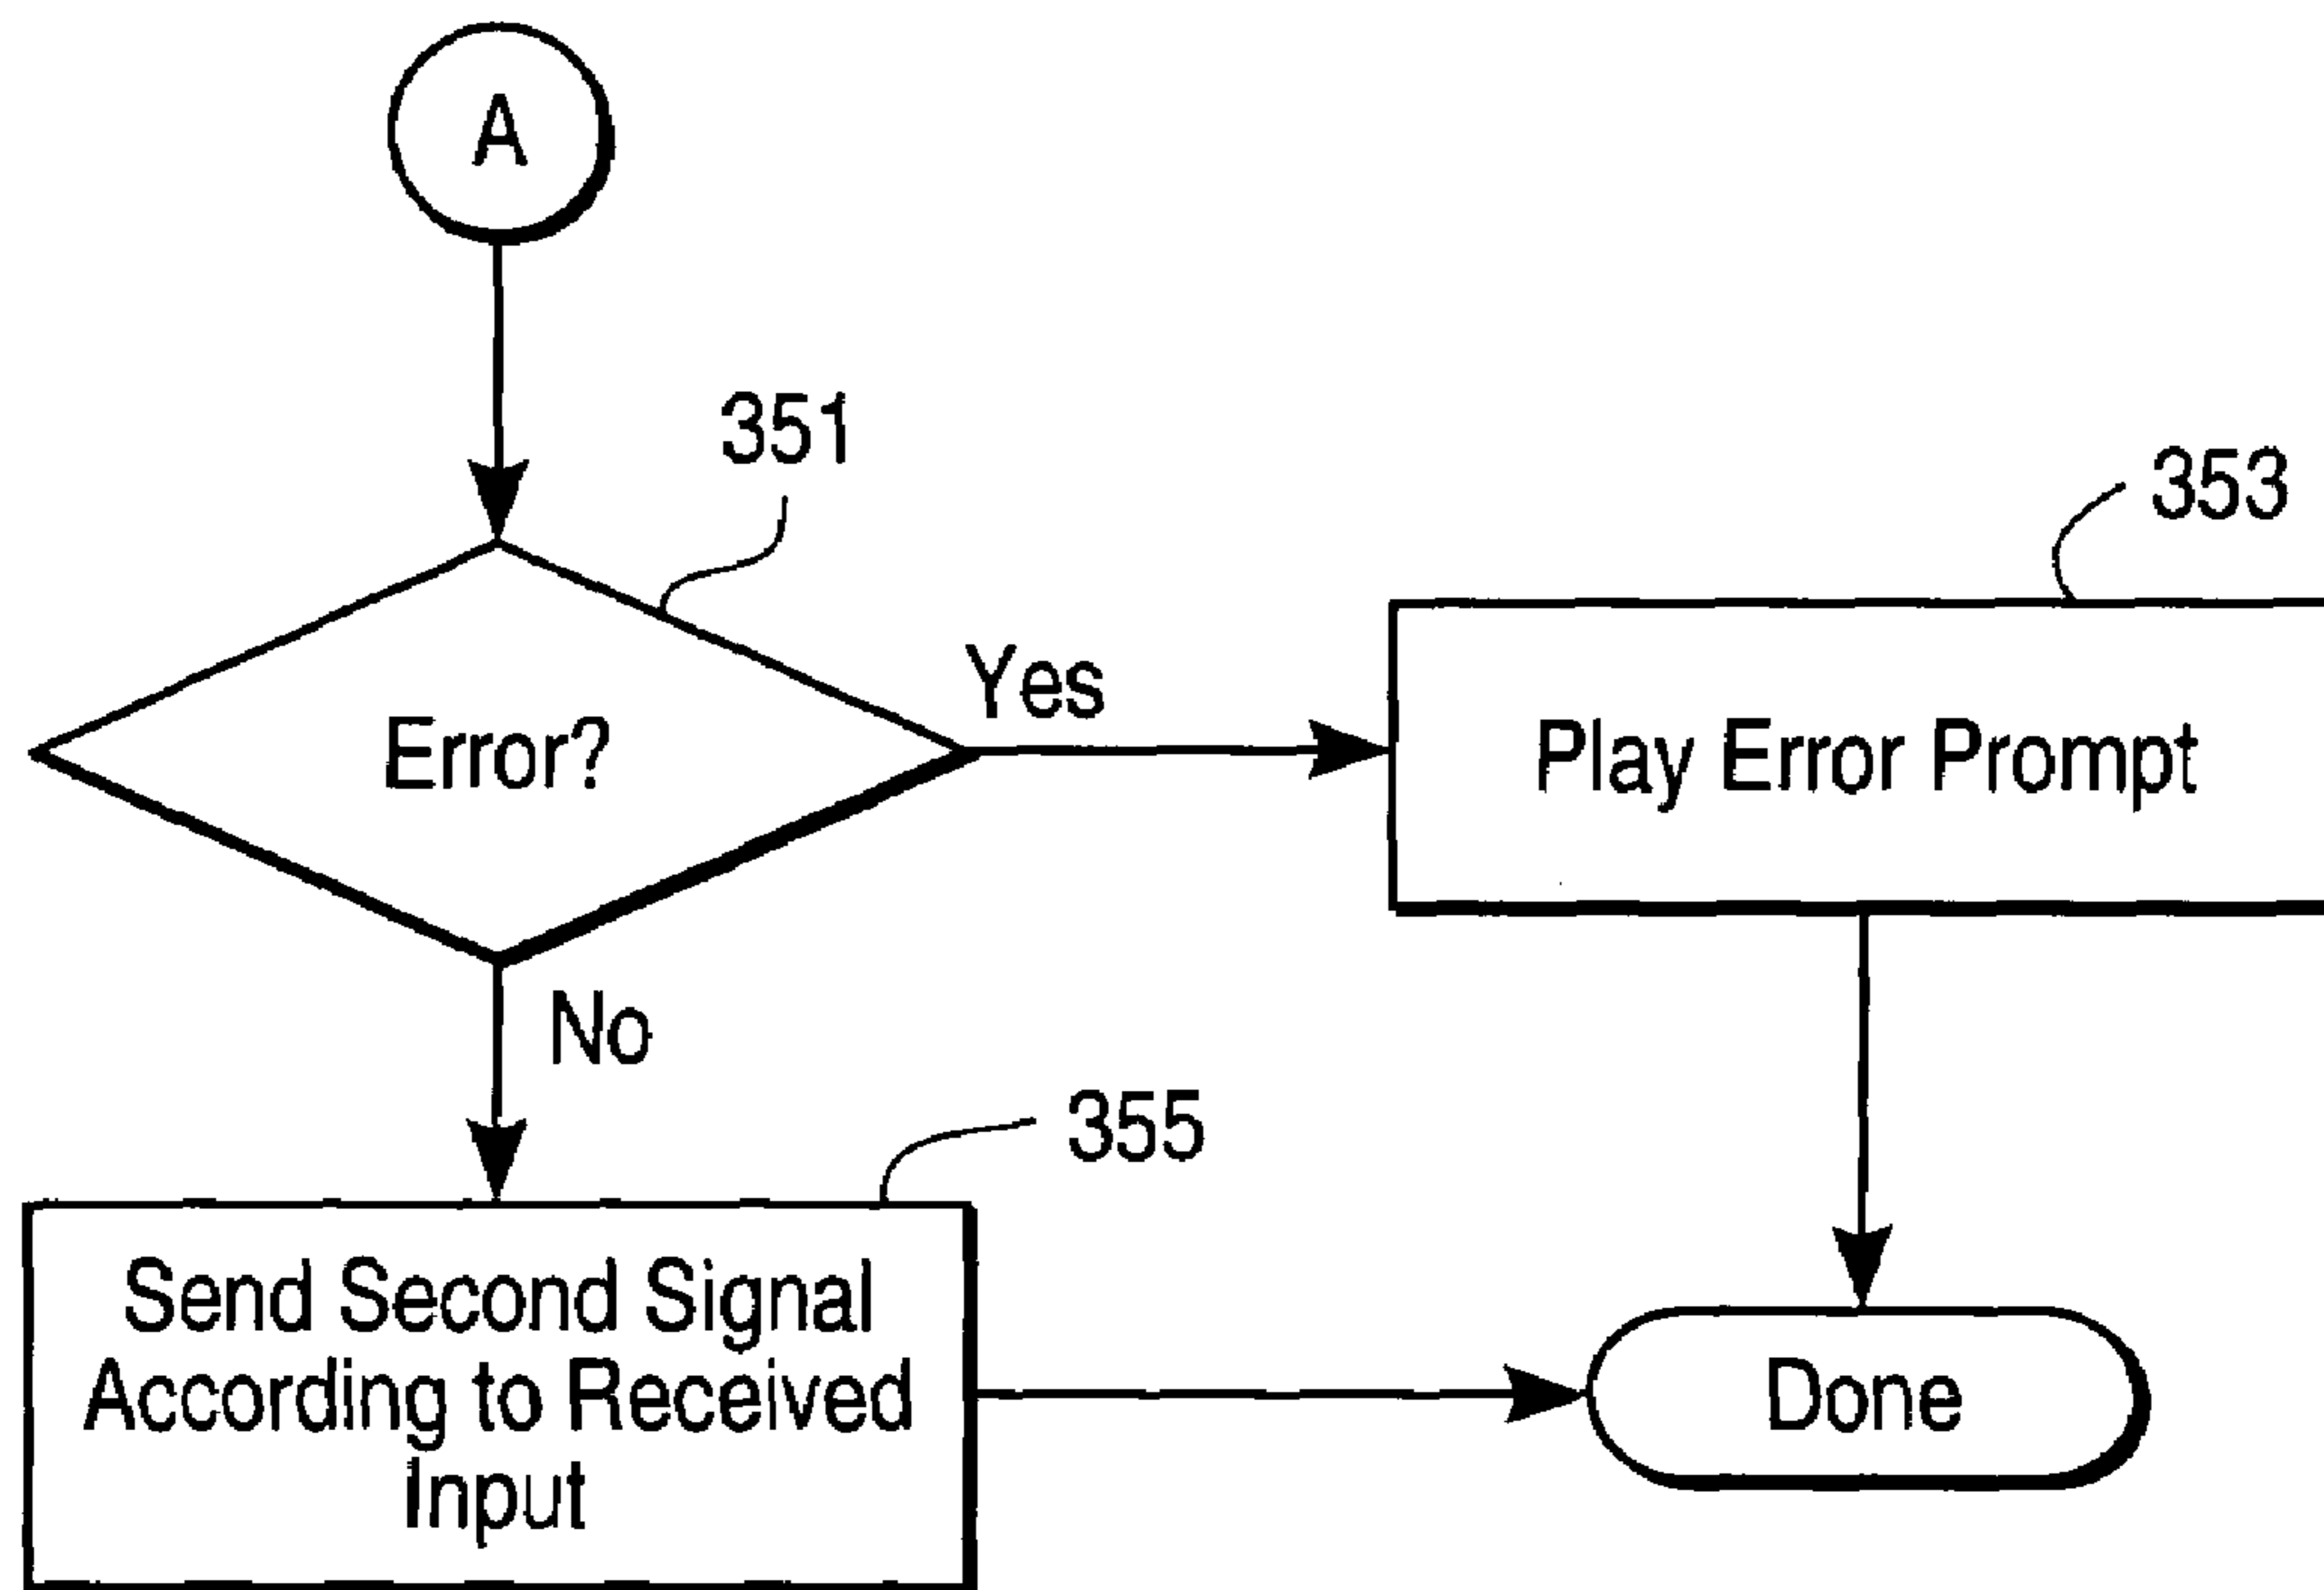 A
351
353
Yes
Error?
Play Error Prompt
No
355
Send Second Signal
According to Received
Input
Done